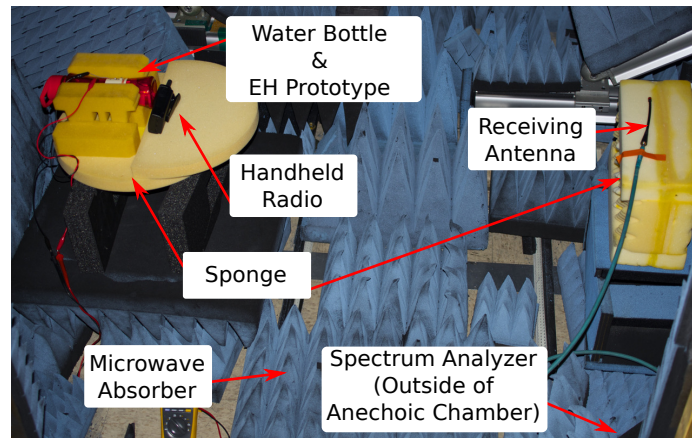 Water Bottle
&
EH Prototype
Receiving
Antenna
Handheld
Radio
Sponge
Microwave
Absorber
Spectrum Analyzer
(Outside of
Anechoic Chamber)